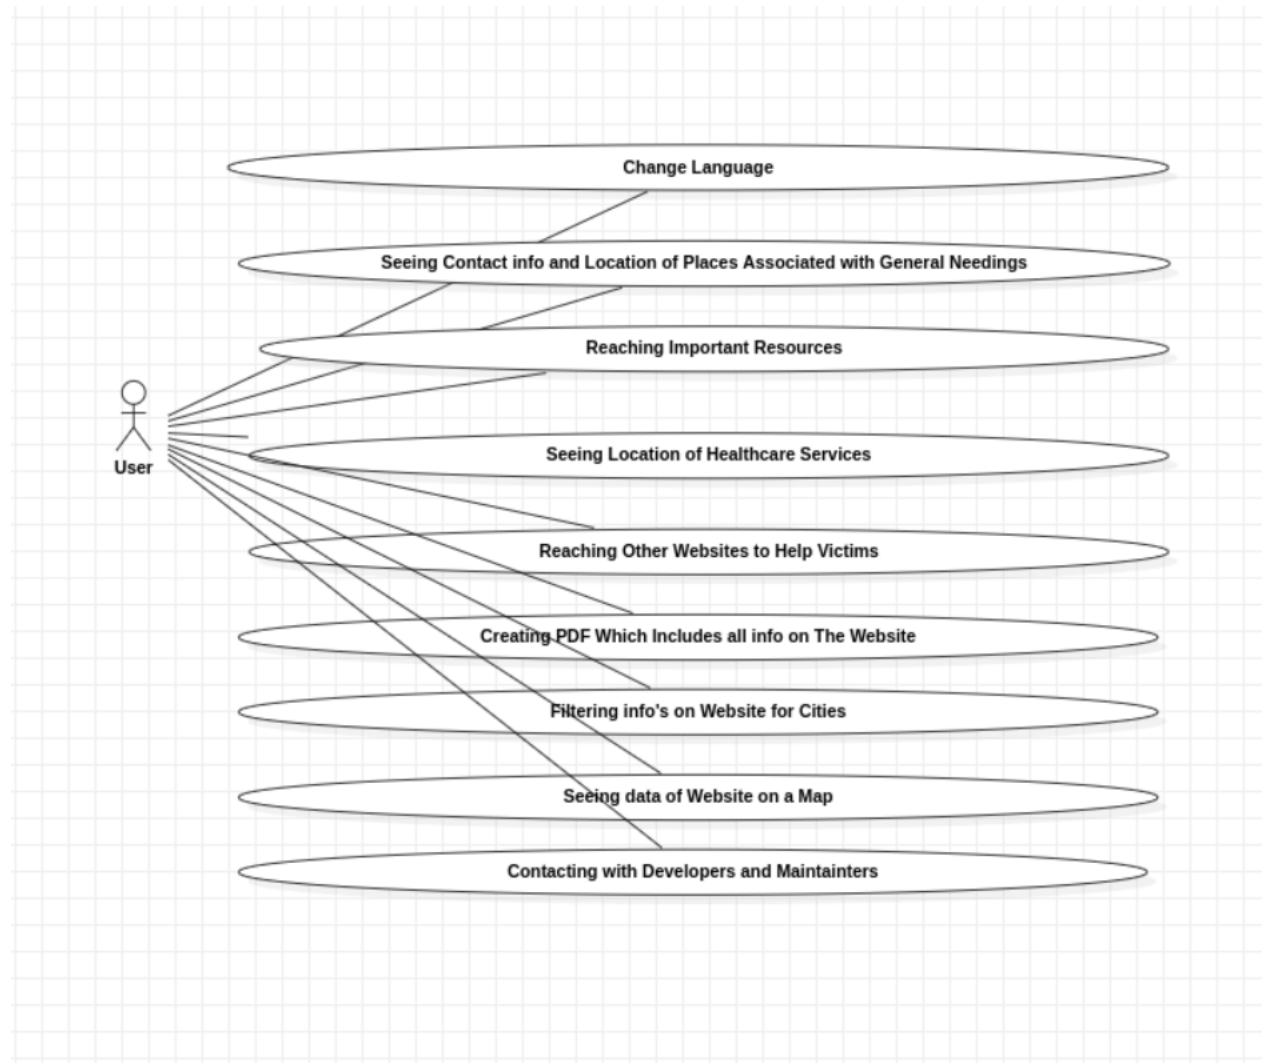 Change Language
Seeing Contact info and Location of Places Associated with General Needings
Reaching Important Resources
User
Seeing Location of Healthcare Services
Reaching Other Websites to Help Victims
Creating PDF Which Includes all info on The Website
Filtering info's on Website for Cities
Seeing data of Website on a Map
Contacting with Developers and Maintainters